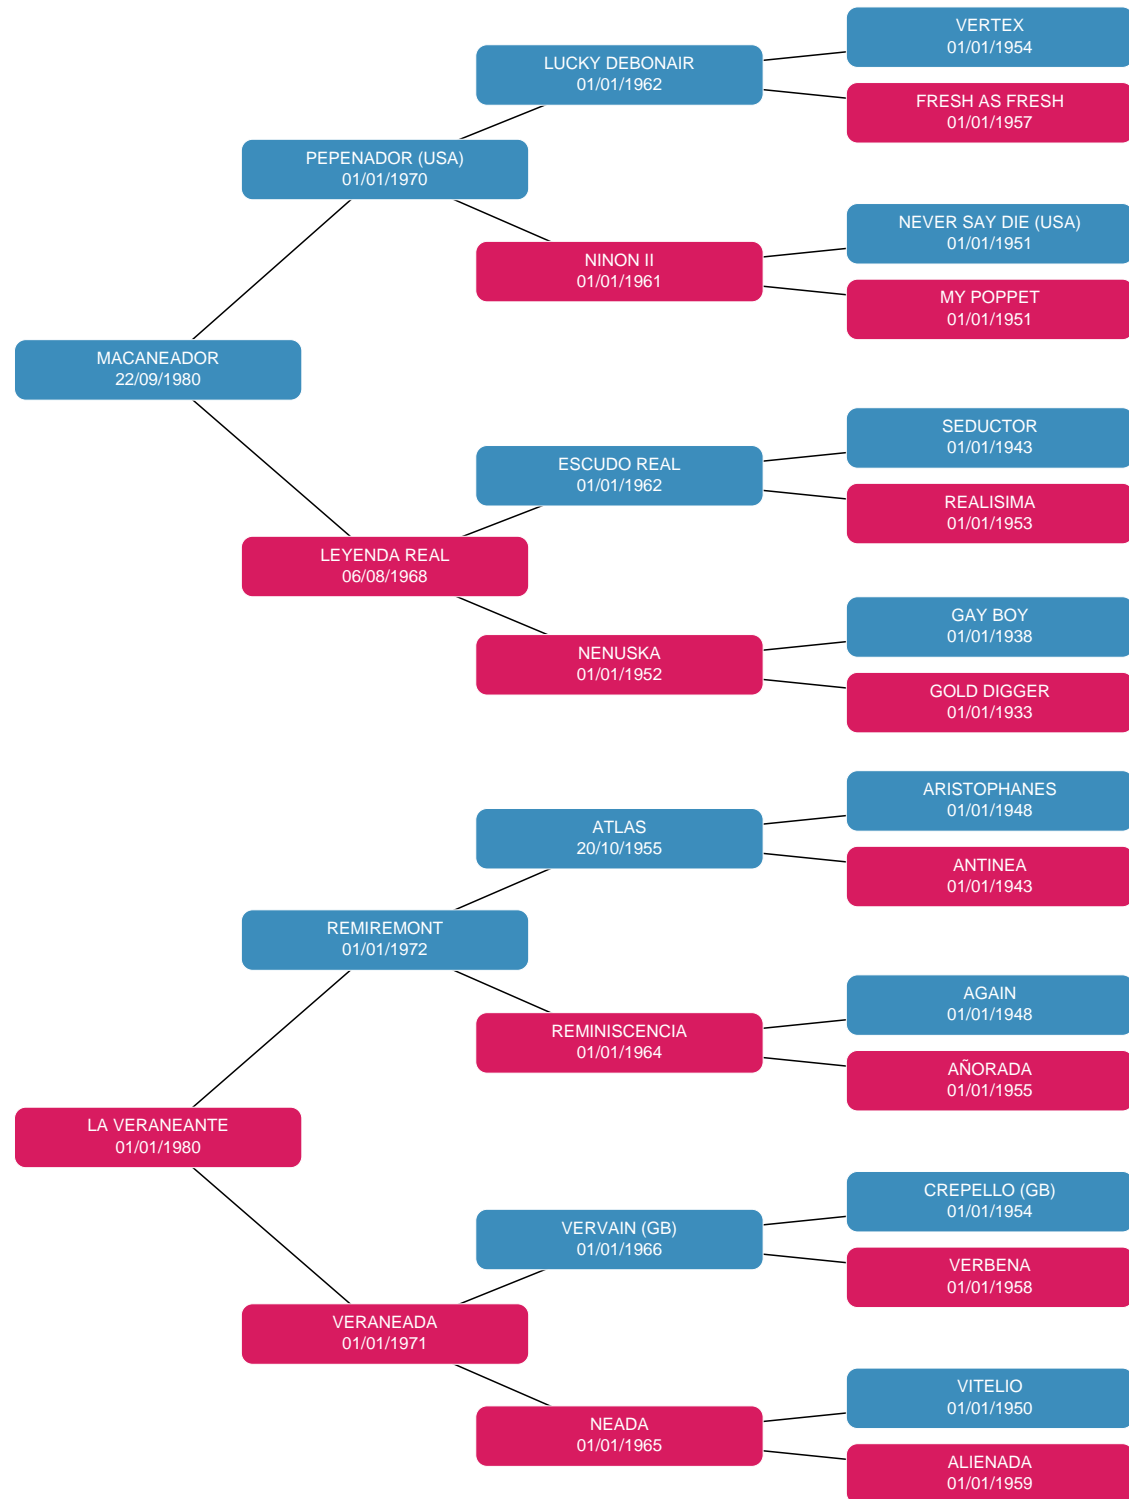 VERTEX
01/01/1954
LUCKY DEBONAIR
01/01/1962
FRESH AS FRESH
01/01/1957
PEPENADOR (USA)
01/01/1970
NEVER SAY DIE (USA)
01/01/1951
NINON II
01/01/1961
MY POPPET
01/01/1951
MACANEADOR
22/09/1980
SEDUCTOR
01/01/1943
ESCUDO REAL
01/01/1962
REALISIMA
01/01/1953
LEYENDA REAL
06/08/1968
GAY BOY
01/01/1938
NENUSKA
01/01/1952
GOLD DIGGER
01/01/1933
ARISTOPHANES
01/01/1948
ATLAS
20/10/1955
ANTINEA
01/01/1943
REMIREMONT
01/01/1972
AGAIN
01/01/1948
REMINISCENCIA
01/01/1964
AÑORADA
01/01/1955
LA VERANEANTE
01/01/1980
CREPELLO (GB)
01/01/1954
VERVAIN (GB)
01/01/1966
VERBENA
01/01/1958
VERANEADA
01/01/1971
VITELIO
01/01/1950
NEADA
01/01/1965
ALIENADA
01/01/1959